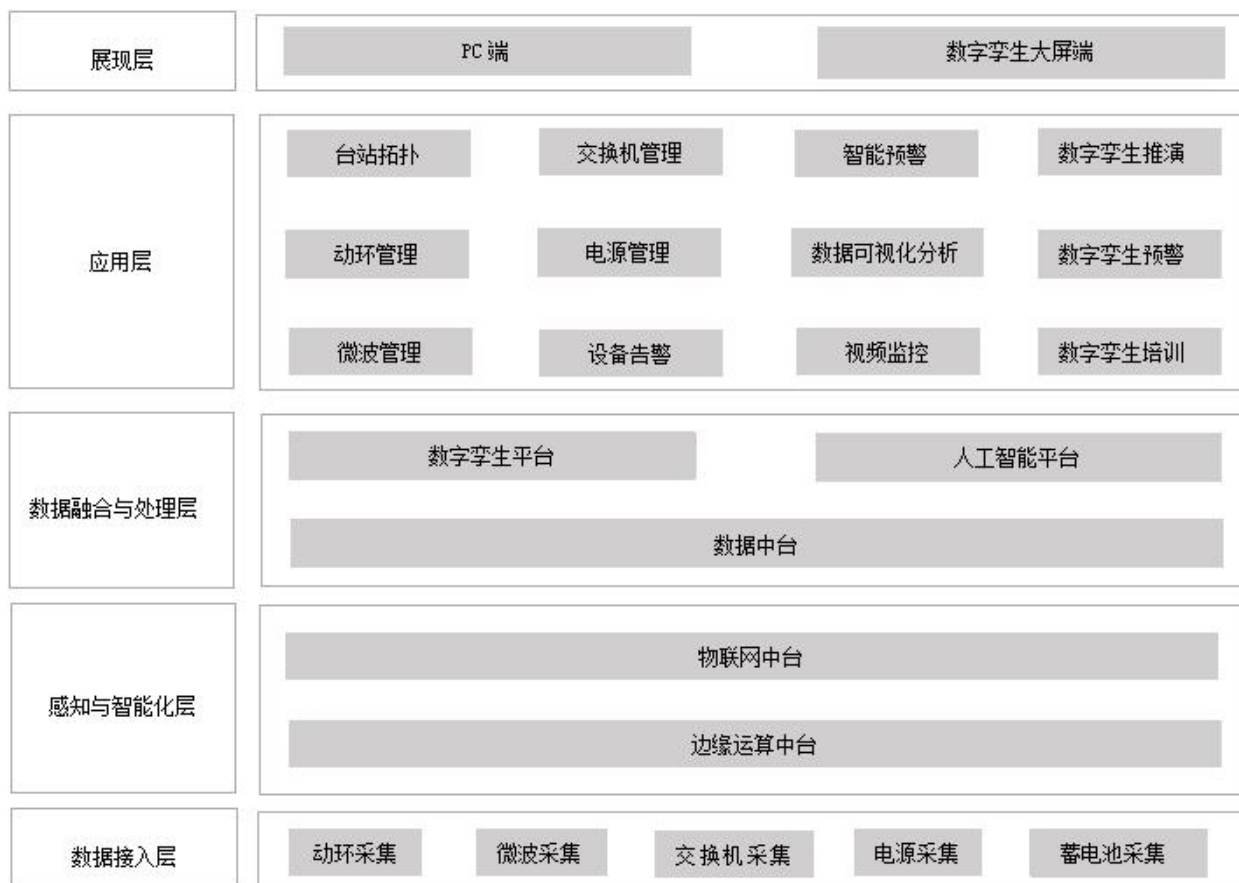 展现层
PC 端
数字孪生大屏端
应用层
台站拓扑
交换机管理
智能预警
数字孪生推演
动环管理
电源管理
数据可视化分析
数字孪生预警
微波管理
设备告警
视频监控
数字孪生培训
数据融合与处理层
数字孪生平台
人工智能平台
数据中台
感知与智能化层
物联网中台
边缘运算中台
数据接入层
动环采集
微波采集
交换机采集
电源采集
蓄电池采集